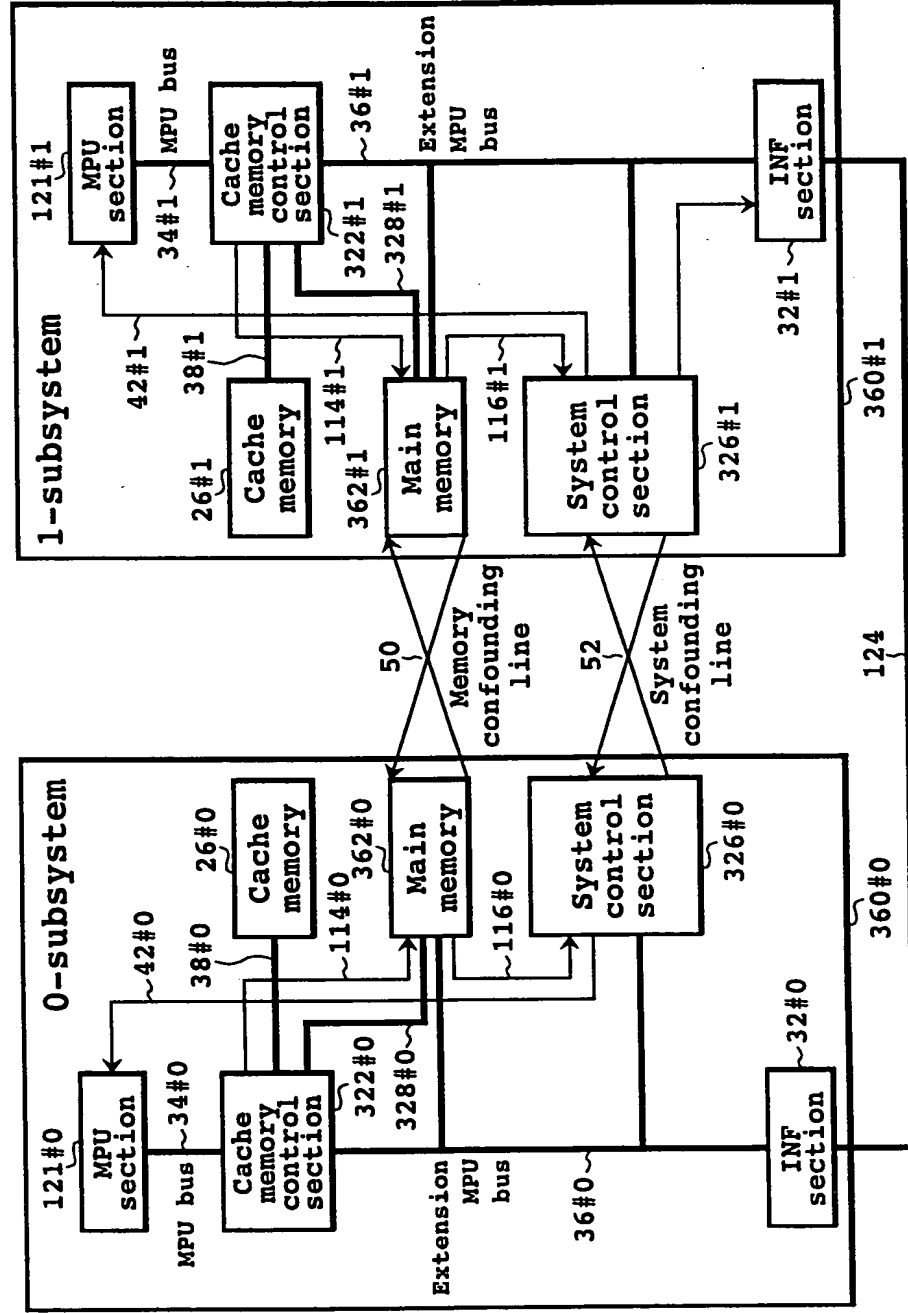 0-subsystem
121#0
MPU
section
42#0
MPU bus
34#0
38#0
26#0
Cache
memory
Cache
memory
control
section
114#0
322#0
328#0
362#0
Main
memory
Extension
MPU
bus
116#0
System
control
section
326#0
36#0
INF
section
32#0
360#0
50
Memory
confounding
line
52
System
confounding
line
124
1-subsystem
121#1
MPU
section
42#1
34#1
MPU bus
38#1
26#1
Cache
memory
Cache
memory
control
section
114#1
322#1
328#1
36#1
362#1
Main
memory
Extension
MPU
bus
116#1
System
control
section
326#1
INF
section
32#1
360#1